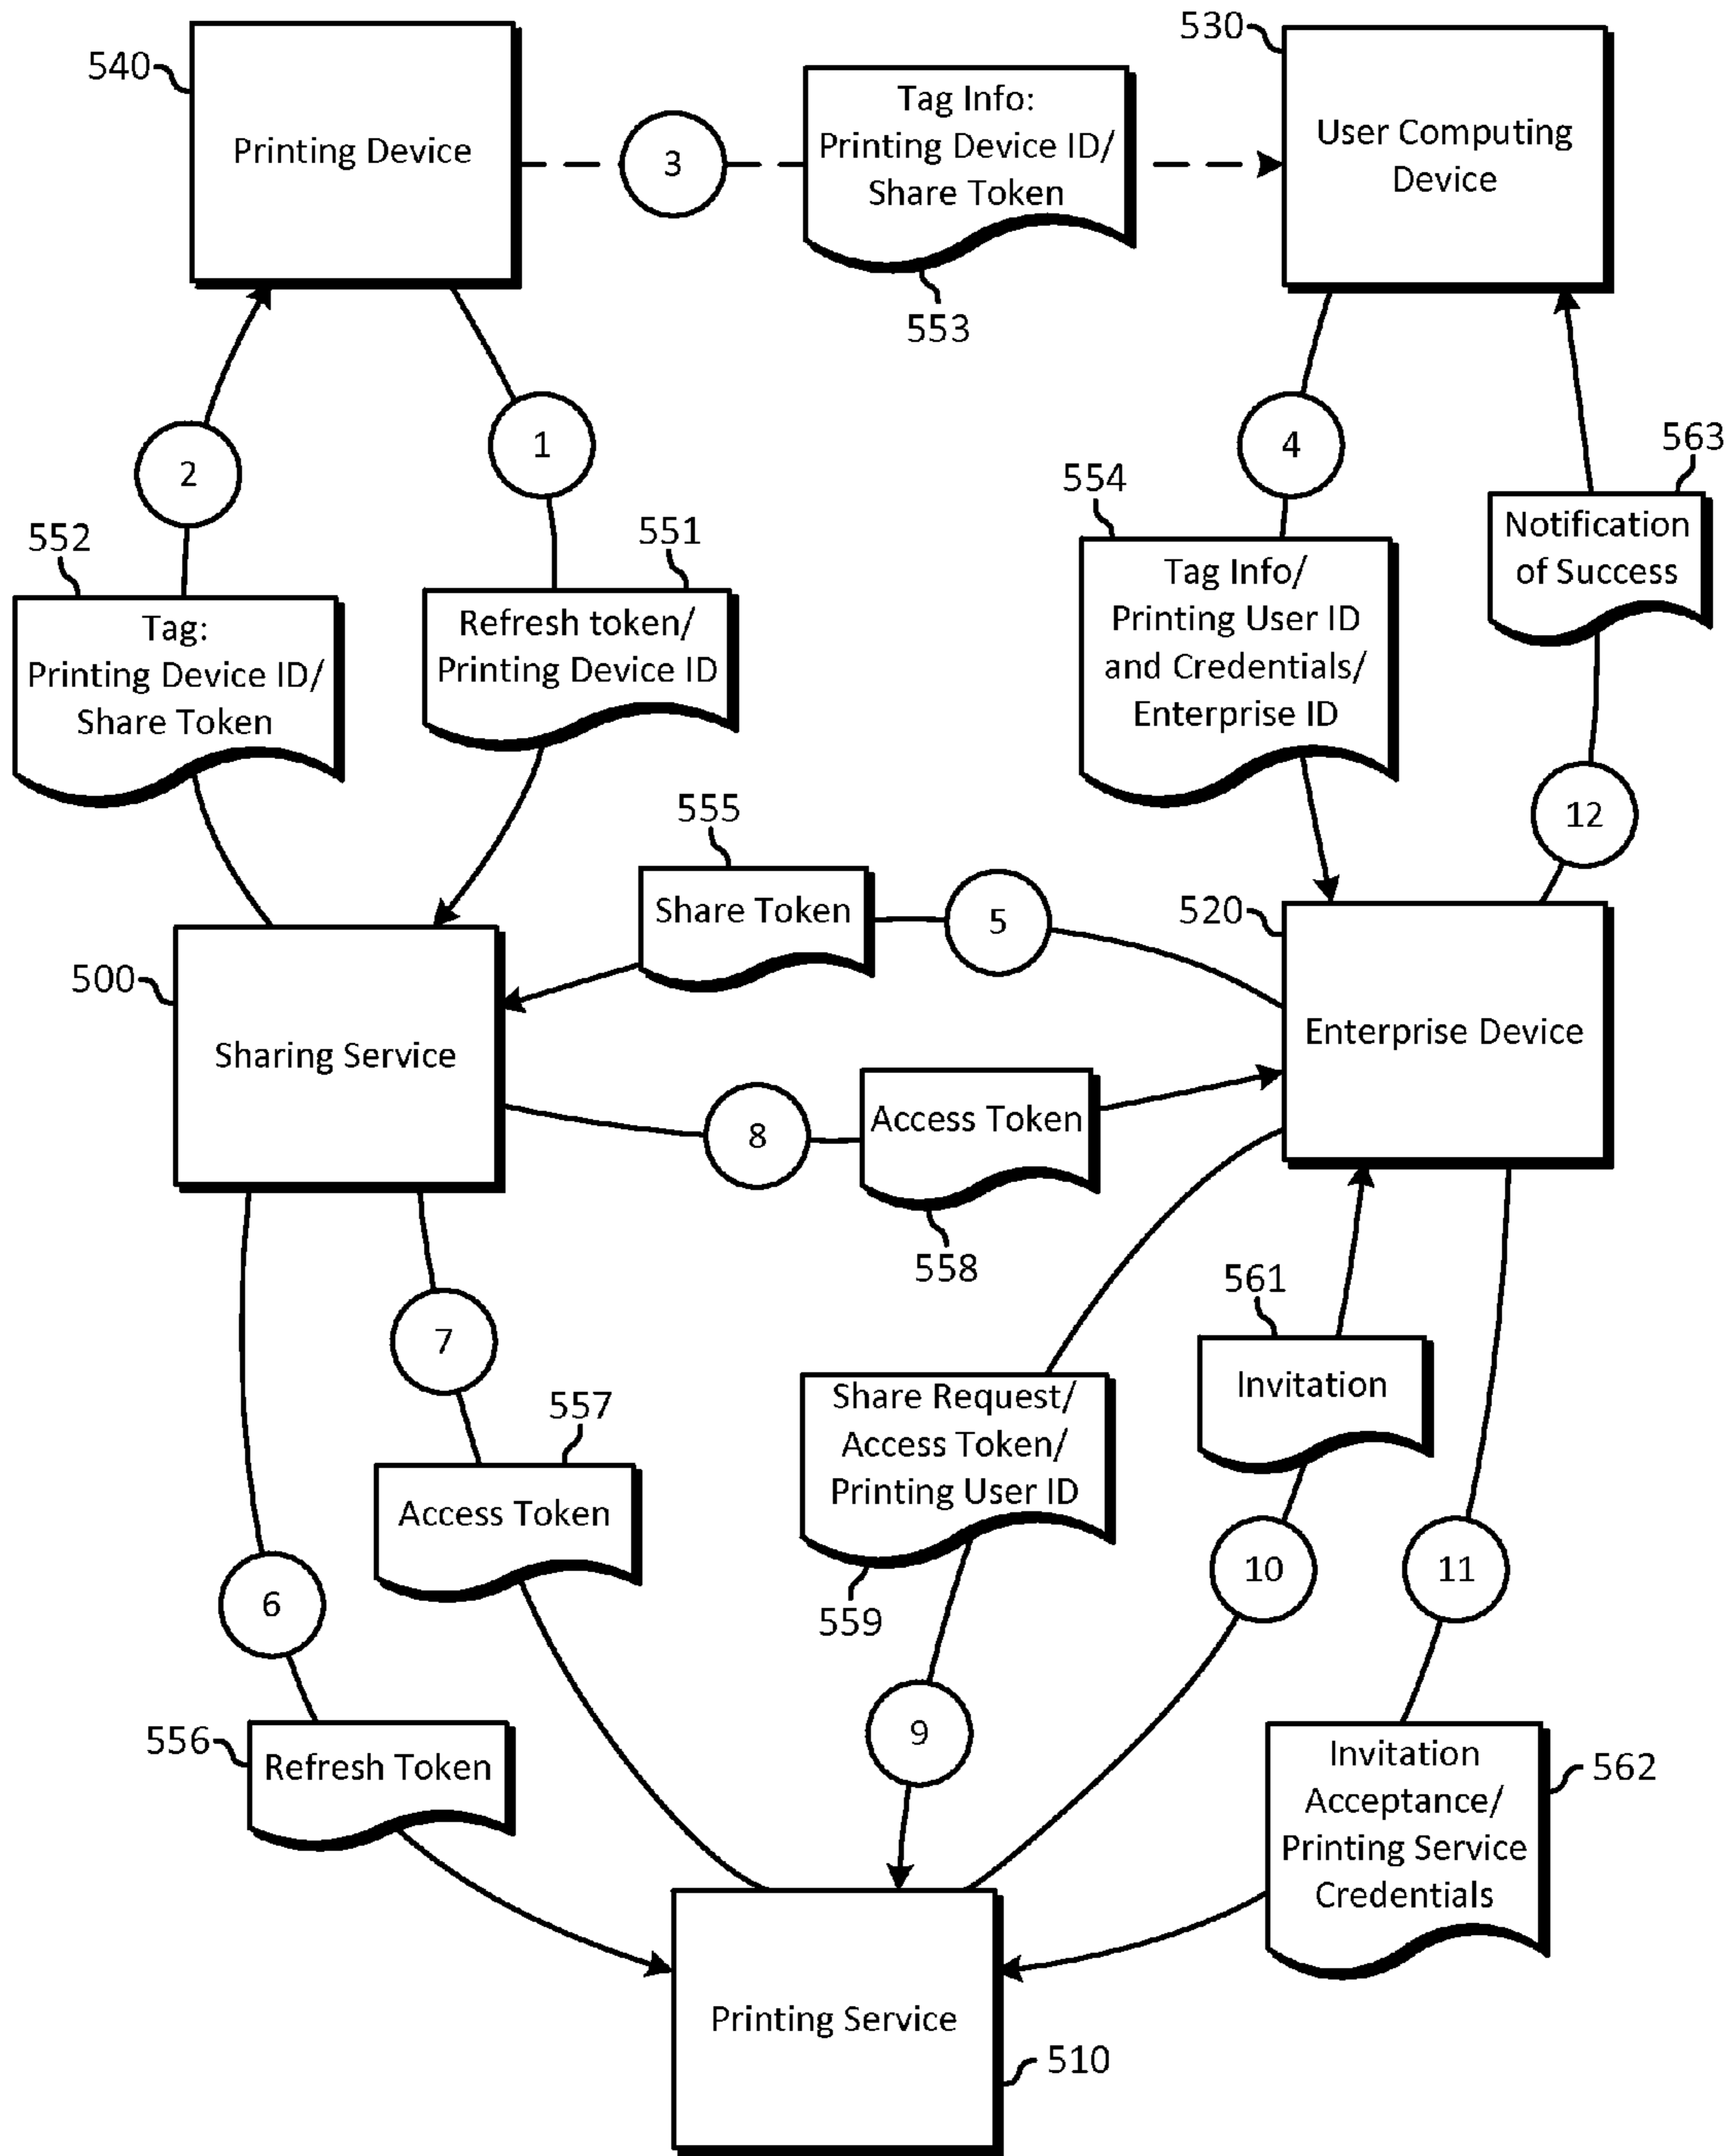 540
Printing Device
3
Tag Info:
Printing Device ID/
Share Token
553
530
User Computing
Device
2
1
4
563
Notification
of Success
552
Tag:
Printing Device ID/
Share Token
551
Refresh token/
Printing Device ID
554
Tag Info/
Printing User ID
and Credentials/
Enterprise ID
12
555
Share Token
5
520
Enterprise Device
500
Sharing Service
8
Access Token
558
7
557
Access Token
559
Share Request/
Access Token/
Printing User ID
561
Invitation
6
10
11
556
Refresh Token
9
Invitation
Acceptance/
Printing Service
Credentials
562
Printing Service
510